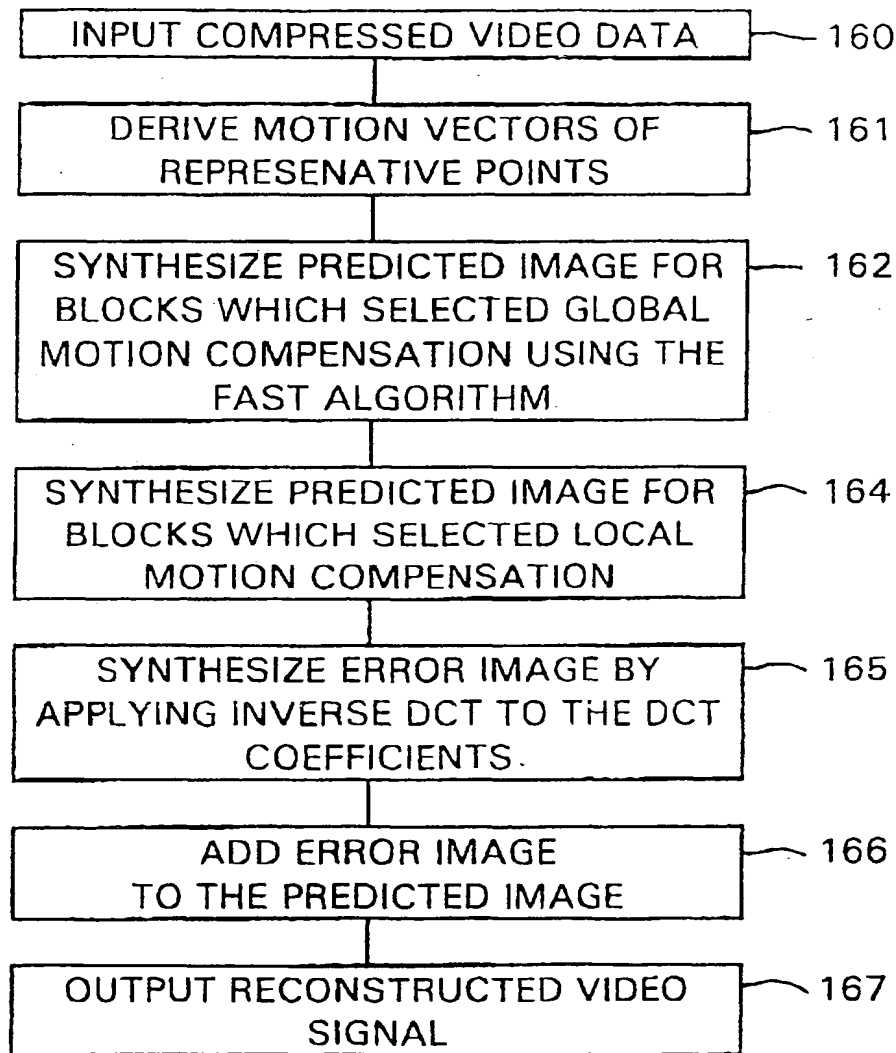 INPUT COMPRESSED VIDEO DATA 160
DERIVE MOTION VECTORS OF 161
REPRESENATIVE POINTS
SYNTHESIZE PREDICTED IMAGE FOR 162
BLOCKS WHICH SELECTED GLOBAL
MOTION COMPENSATION USING THE
FAST ALGORITHM
SYNTHESIZE PREDICTED IMAGE FOR 164
BLOCKS WHICH SELECTED LOCAL
MOTION COMPENSATION
SYNTHESIZE ERROR IMAGE BY 165
APPLYING INVERSE DCT TO THE DCT
COEFFICIENTS.
ADD ERROR IMAGE 166
TO THE PREDICTED IMAGE
OUTPUT RECONSTRUCTED VIDEO 167
SIGNAL